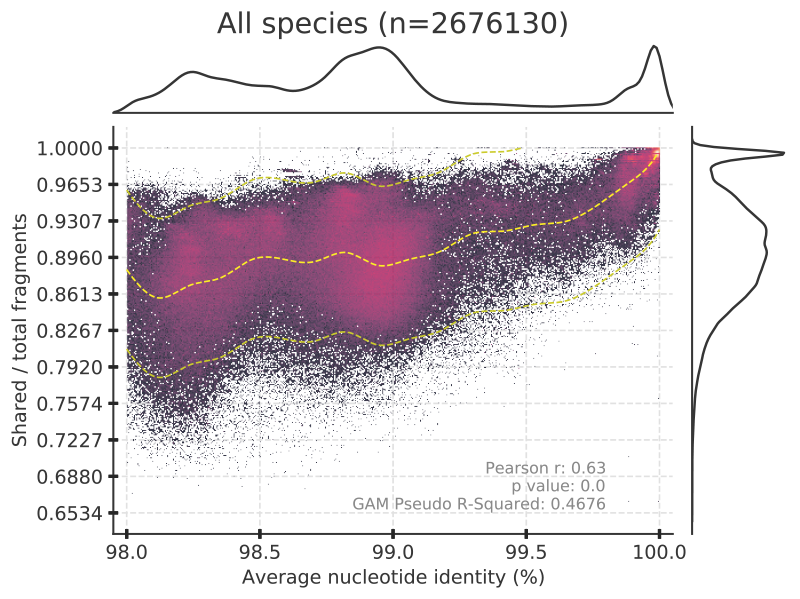 All species (n=2676130)
1.0000
0.9653
0.9307
0.8960
0.8613
0.8267
0.7920
0.7574
0.7227
0.6880
0.6534
Shared / total fragments
Pearson r: 0.63
p value: 0.0
GAM Pseudo R-Squared: 0.4676
98.0 98.5 99.0 99.5 100.0
Average nucleotide identity (%)